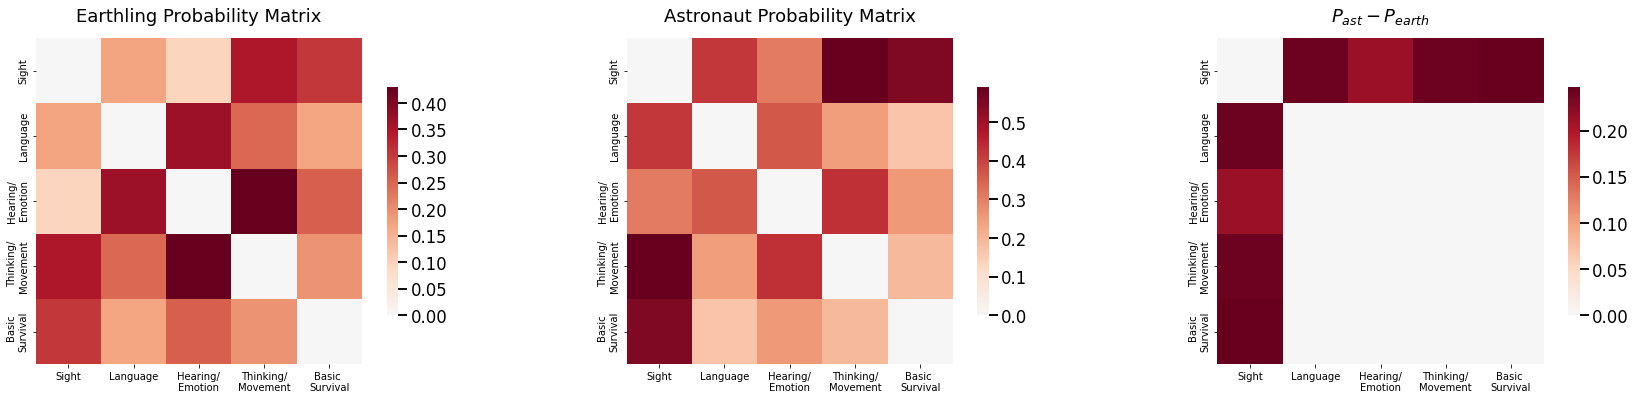 Earthling Probability Matrix
Sight
Language
Hearing/
Emotion
Thinking/
Movement
Basic
Survival
Sight
Language
Hearing/
Emotion
Thinking/
Movement
Basic
Survival
0.40
0.35
0.30
0.25
0.20
0.15
0.10
0.05
0.00
Astronaut Probability Matrix
Sight
Language
Hearing/
Emotion
Thinking/
Movement
Basic
Survival
Sight
Language
Hearing/
Emotion
Thinking/
Movement
Basic
Survival
0.5
0.4
0.3
0.2
0.1
0.0
P_ast − P_earth
Sight
Language
Hearing/
Emotion
Thinking/
Movement
Basic
Survival
Sight
Language
Hearing/
Emotion
Thinking/
Movement
Basic
Survival
0.20
0.15
0.10
0.05
0.00